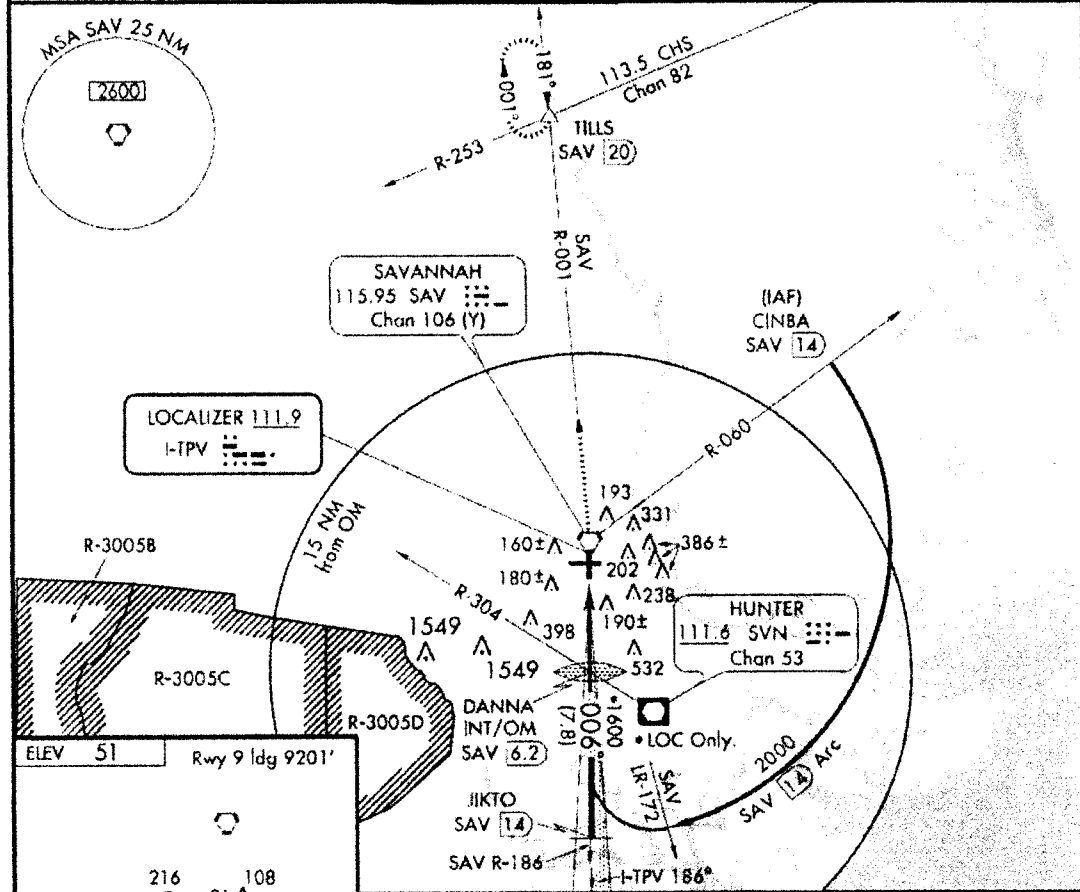 MSA SAV 25 NM
2600
181°
001°
113.5 CHS
Chan 82
TILLS
SAV 20
R-253
SAV
R-001
SAVANNAH
115.95 SAV
Chan 106 (Y)
(IAF)
CINBA
SAV 14
LOCALIZER 111.9
I-TPV
R-060
15 NM
from OM
193
331
160±
386±
202
180±
238
R-3005B
R-304
398
190±
HUNTER
111.6 SVN
Chan 53
1549
1549
532
R-3005C
R-3005D
DANNA
INT/OM
SAV 6.2
006°
(7.8)
*1600
*LOC Only.
2000
SAV 14 Arc
SAV
LR-172
ELEV 51
Rwy 9 ldg 9201'
JIKTO
SAV 14
SAV R-186
I-TPV 186°
216
108